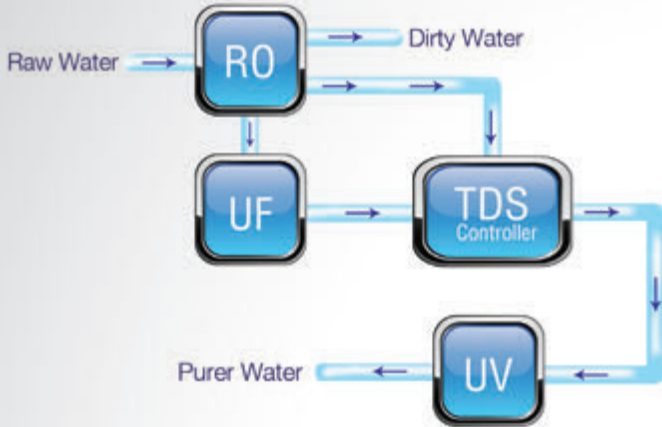 Dirty Water
Raw Water
RO
UF
TDS
Controller
Purer Water
UV